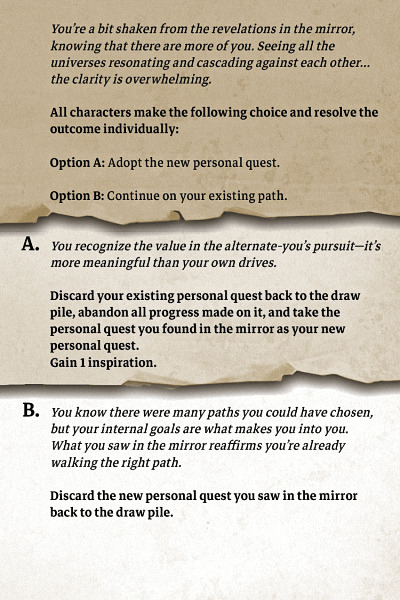 You're a bit shaken from the revelations in the mirror,
knowing that there are more of you. Seeing all the
universes resonating and cascading against each other...
the clarity is overwhelming.
All characters make the following choice and resolve the
outcome individually:
Option A: Adopt the new personal quest.
Option B: Continue on your existing path.
A. You recognize the value in the alternate-you's pursuit—it's
more meaningful than your own drives.
Discard your existing personal quest back to the draw
pile, abandon all progress made on it, and take the
personal quest you found in the mirror as your new
personal quest.
Gain 1 inspiration.
B. You know there were many paths you could have chosen,
but your internal goals are what makes you into you.
What you saw in the mirror reaffirms you're already
walking the right path.
Discard the new personal quest you saw in the mirror
back to the draw pile.